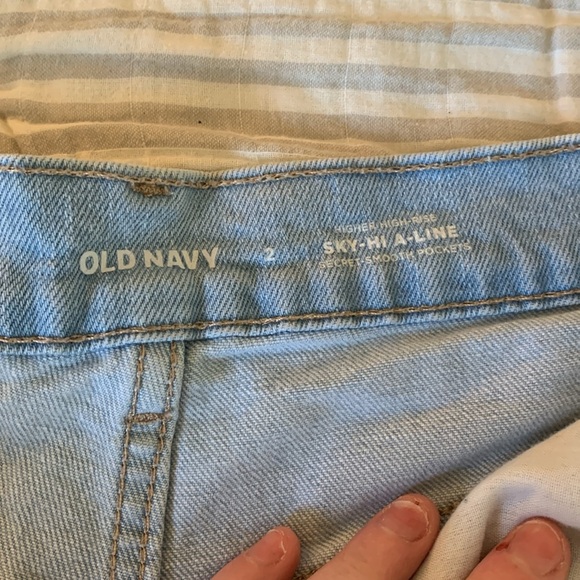 OLD NAVY
2
HIGHER HIGH-RISE
SKY-HI A-LINE
SECRET-SMOOTH POCKETS